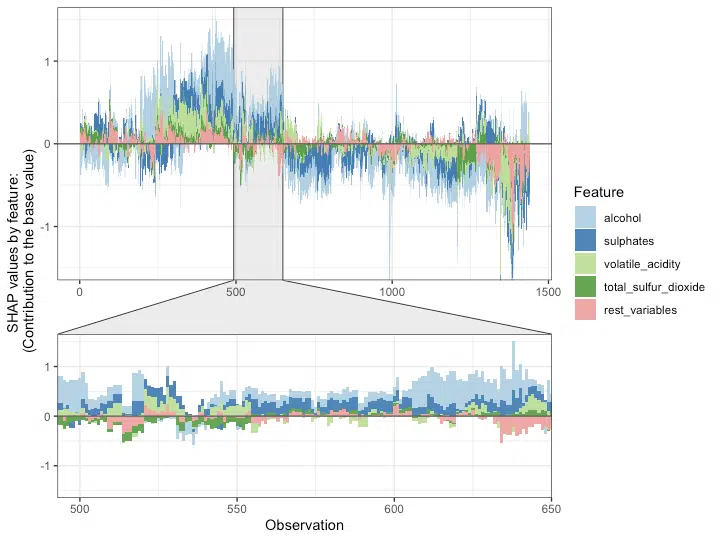 SHAP values by feature:
(Contribution to the base value)
1
0
-1
0
500
1000
1500
1
0
-1
500
550
600
650
Observation
Feature
alcohol
sulphates
volatile_acidity
total_sulfur_dioxide
rest_variables